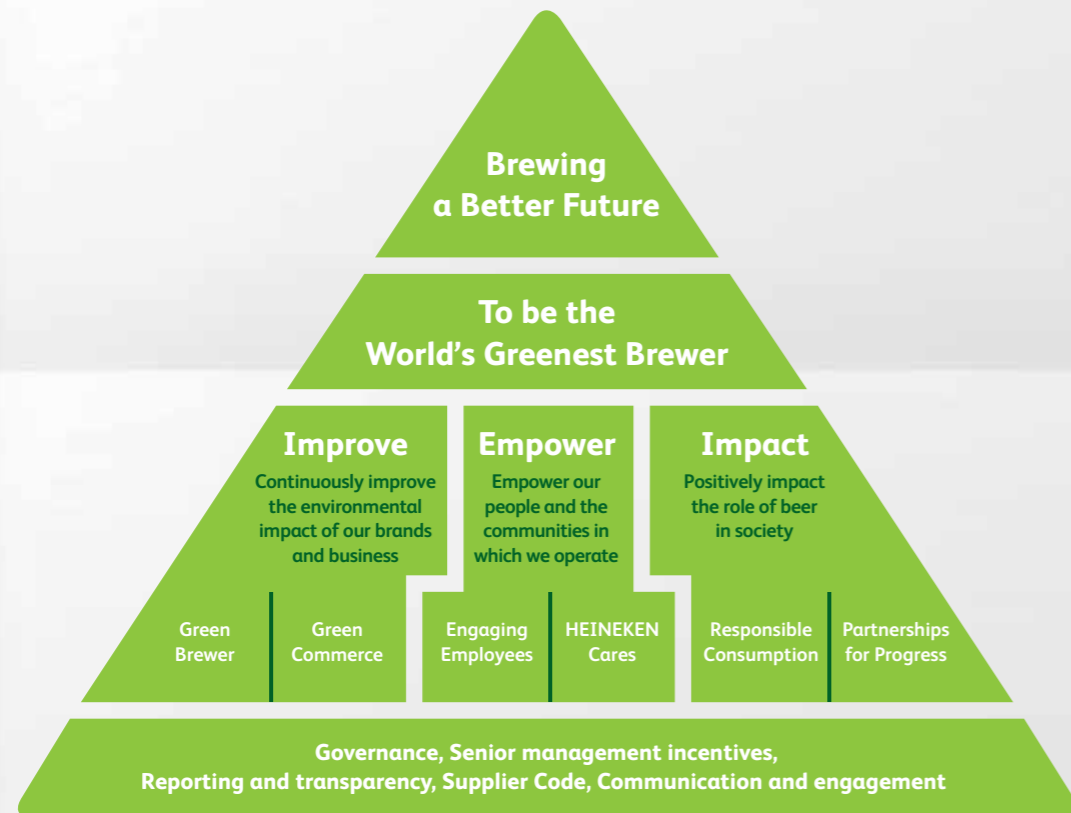 Brewing
a Better Future
To be the
World's Greenest Brewer
Improve
Continuously improve
the environmental
impact of our brands
and business
Empower
Empower our
people and the
communities in
which we operate
Impact
Positively impact
the role of beer
in society
Green
Brewer
Green
Commerce
Engaging
Employees
HEINEKEN
Cares
Responsible
Consumption
Partnerships
for Progress
Governance, Senior management incentives,
Reporting and transparency, Supplier Code, Communication and engagement